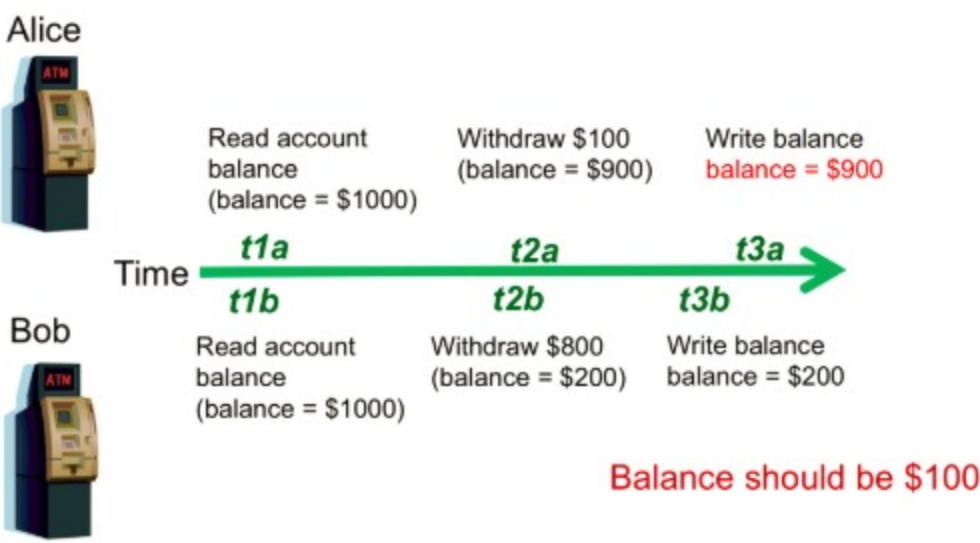 Alice
ATM
Read account
balance
(balance = $1000)
Withdraw $100
(balance = $900)
Write balance
balance = $900
t1a
t2a
t3a
Time
t1b
t2b
t3b
Bob
ATM
Read account
balance
(balance = $1000)
Withdraw $800
(balance = $200)
Write balance
balance = $200
Balance should be $100